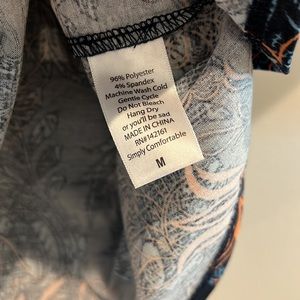 96% Polyester
4% Spandex
Machine Wash Cold
Gentle Cycle
Do Not Bleach
Hang Dry
or you'll be sad
MADE IN CHINA
RN#142161
Simply Comfortable
M